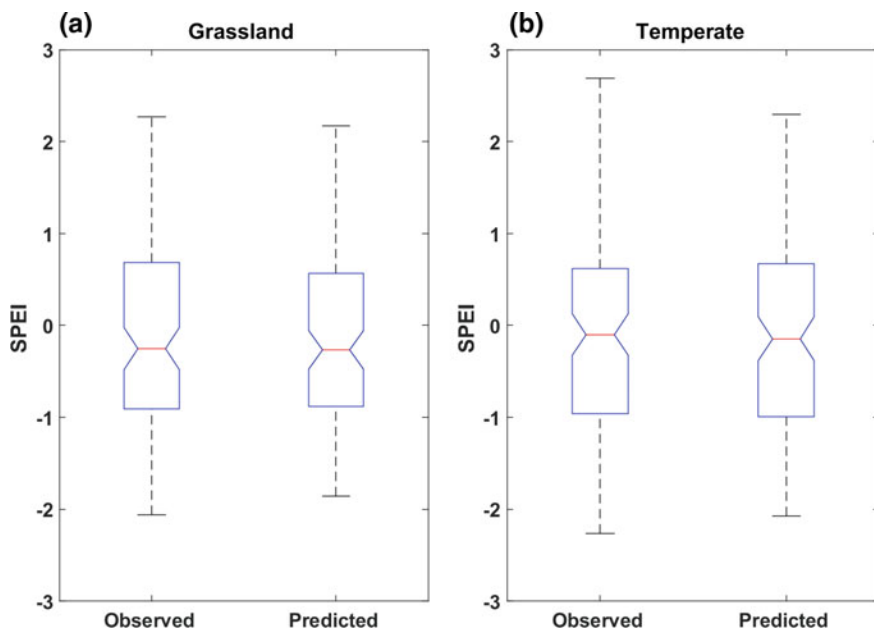 (a) Grassland
SPEI
3
2
1
0
-1
-2
-3
Observed Predicted
(b) Temperate
SPEI
3
2
1
0
-1
-2
-3
Observed Predicted